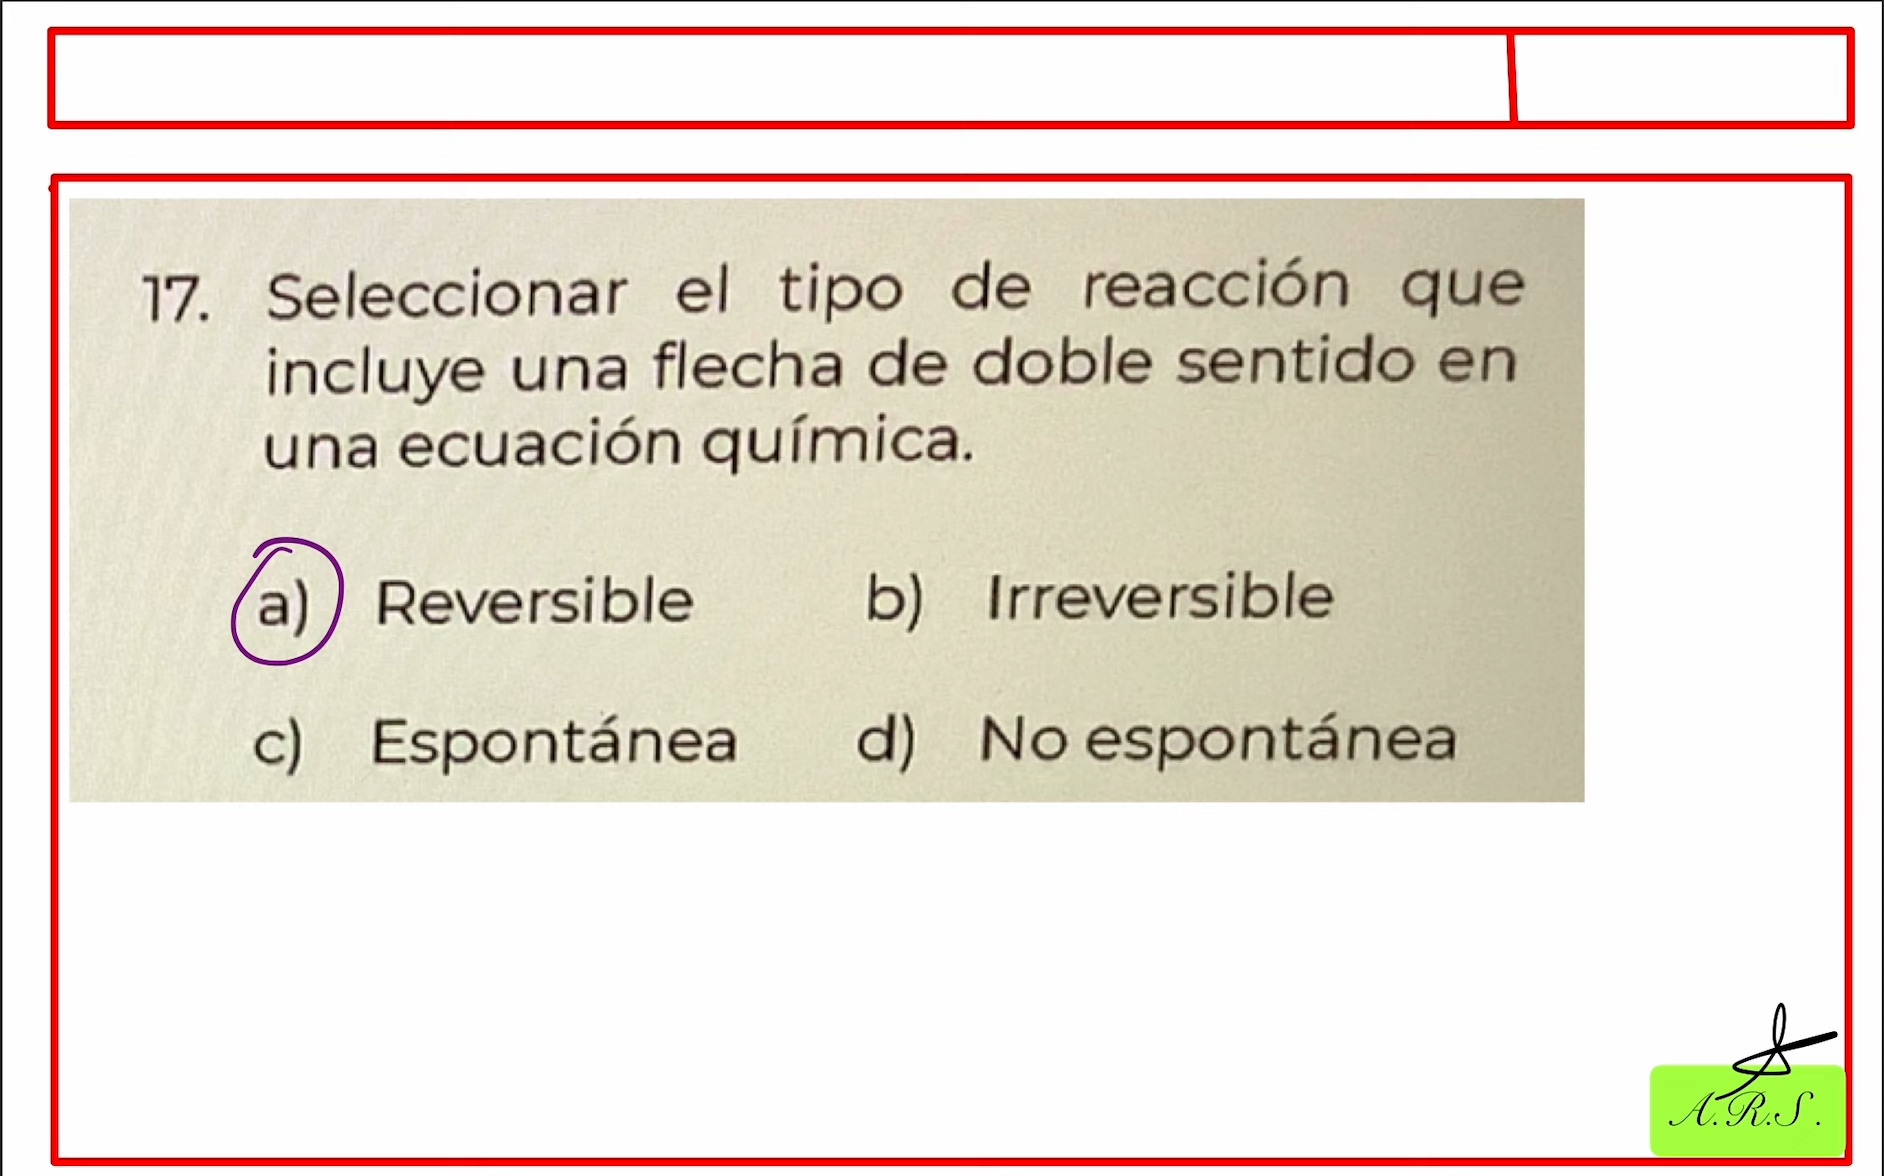 17. Seleccionar el tipo de reacción que
incluye una flecha de doble sentido en
una ecuación química.
a) Reversible b) Irreversible
c) Espontánea d) No espontánea
A.R.S.